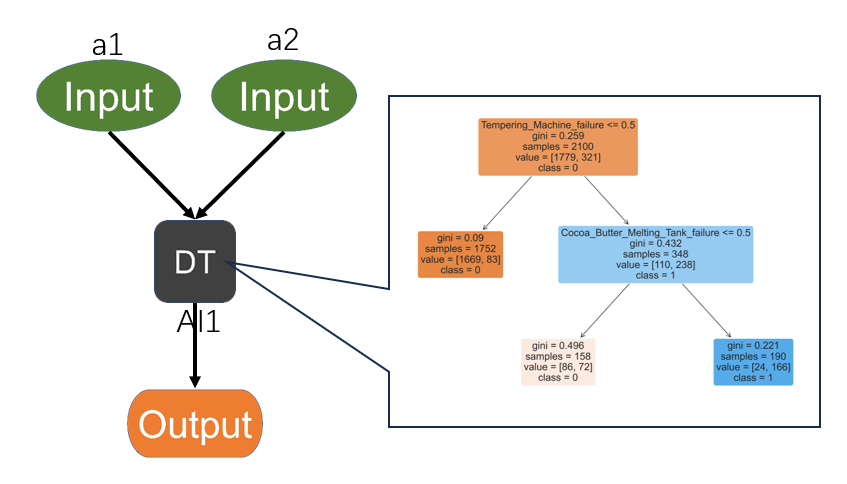 a1
a2
Input
Input
DT
AI1
Output
Tempering_Machine_failure <= 0.5
gini = 0.259
samples = 2100
value = [1779, 321]
class = 0
gini = 0.09
samples = 1752
value = [1669, 83]
class = 0
Cocoa_Butter_Melting_Tank_failure <= 0.5
gini = 0.432
samples = 348
value = [110, 238]
class = 1
gini = 0.496
samples = 158
value = [86, 72]
class = 0
gini = 0.221
samples = 190
value = [24, 166]
class = 1